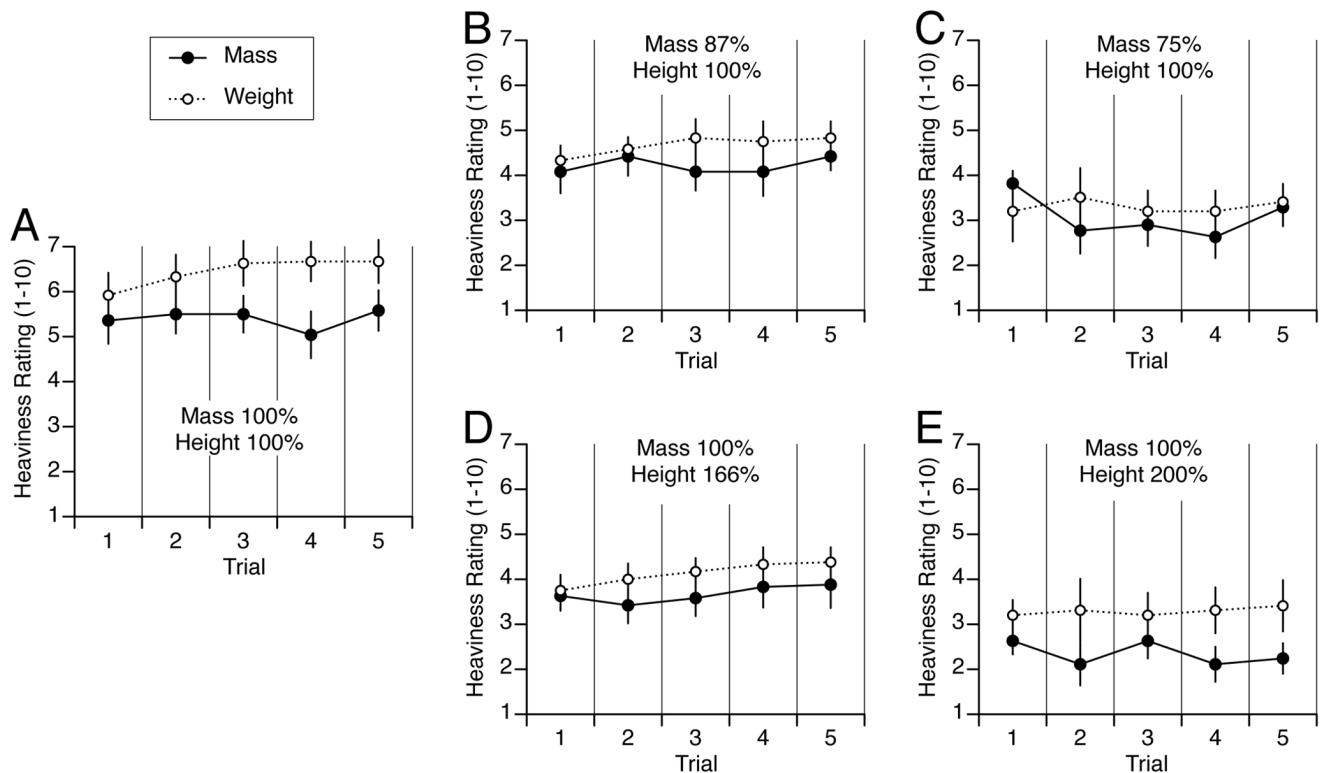 Mass
Weight
A
Heaviness Rating (1-10)
7
6
5
4
3
2
1
Mass 100%
Height 100%
1 2 3 4 5
Trial
B
Heaviness Rating (1-10)
7
6
5
4
3
2
1
Mass 87%
Height 100%
1 2 3 4 5
Trial
C
Heaviness Rating (1-10)
7
6
5
4
3
2
1
Mass 75%
Height 100%
1 2 3 4 5
Trial
D
Heaviness Rating (1-10)
7
6
5
4
3
2
1
Mass 100%
Height 166%
1 2 3 4 5
Trial
E
Heaviness Rating (1-10)
7
6
5
4
3
2
1
Mass 100%
Height 200%
1 2 3 4 5
Trial